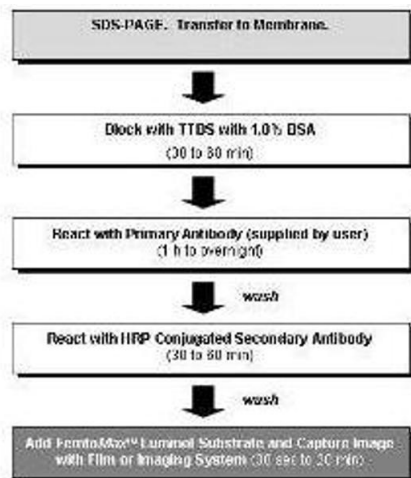 SDS-PAGE. Transfer to Membrane.
Block with TTBS with 1.0% BSA
(30 to 60 min)
React with Primary Antibody (supplied by user)
(1 h to overnight)
wash
React with HRP Conjugated Secondary Antibody
(30 to 60 min)
wash
Add FemtoMax™ Luminol Substrate and Capture Image
with Film or Imaging System (30 sec to 30 min)